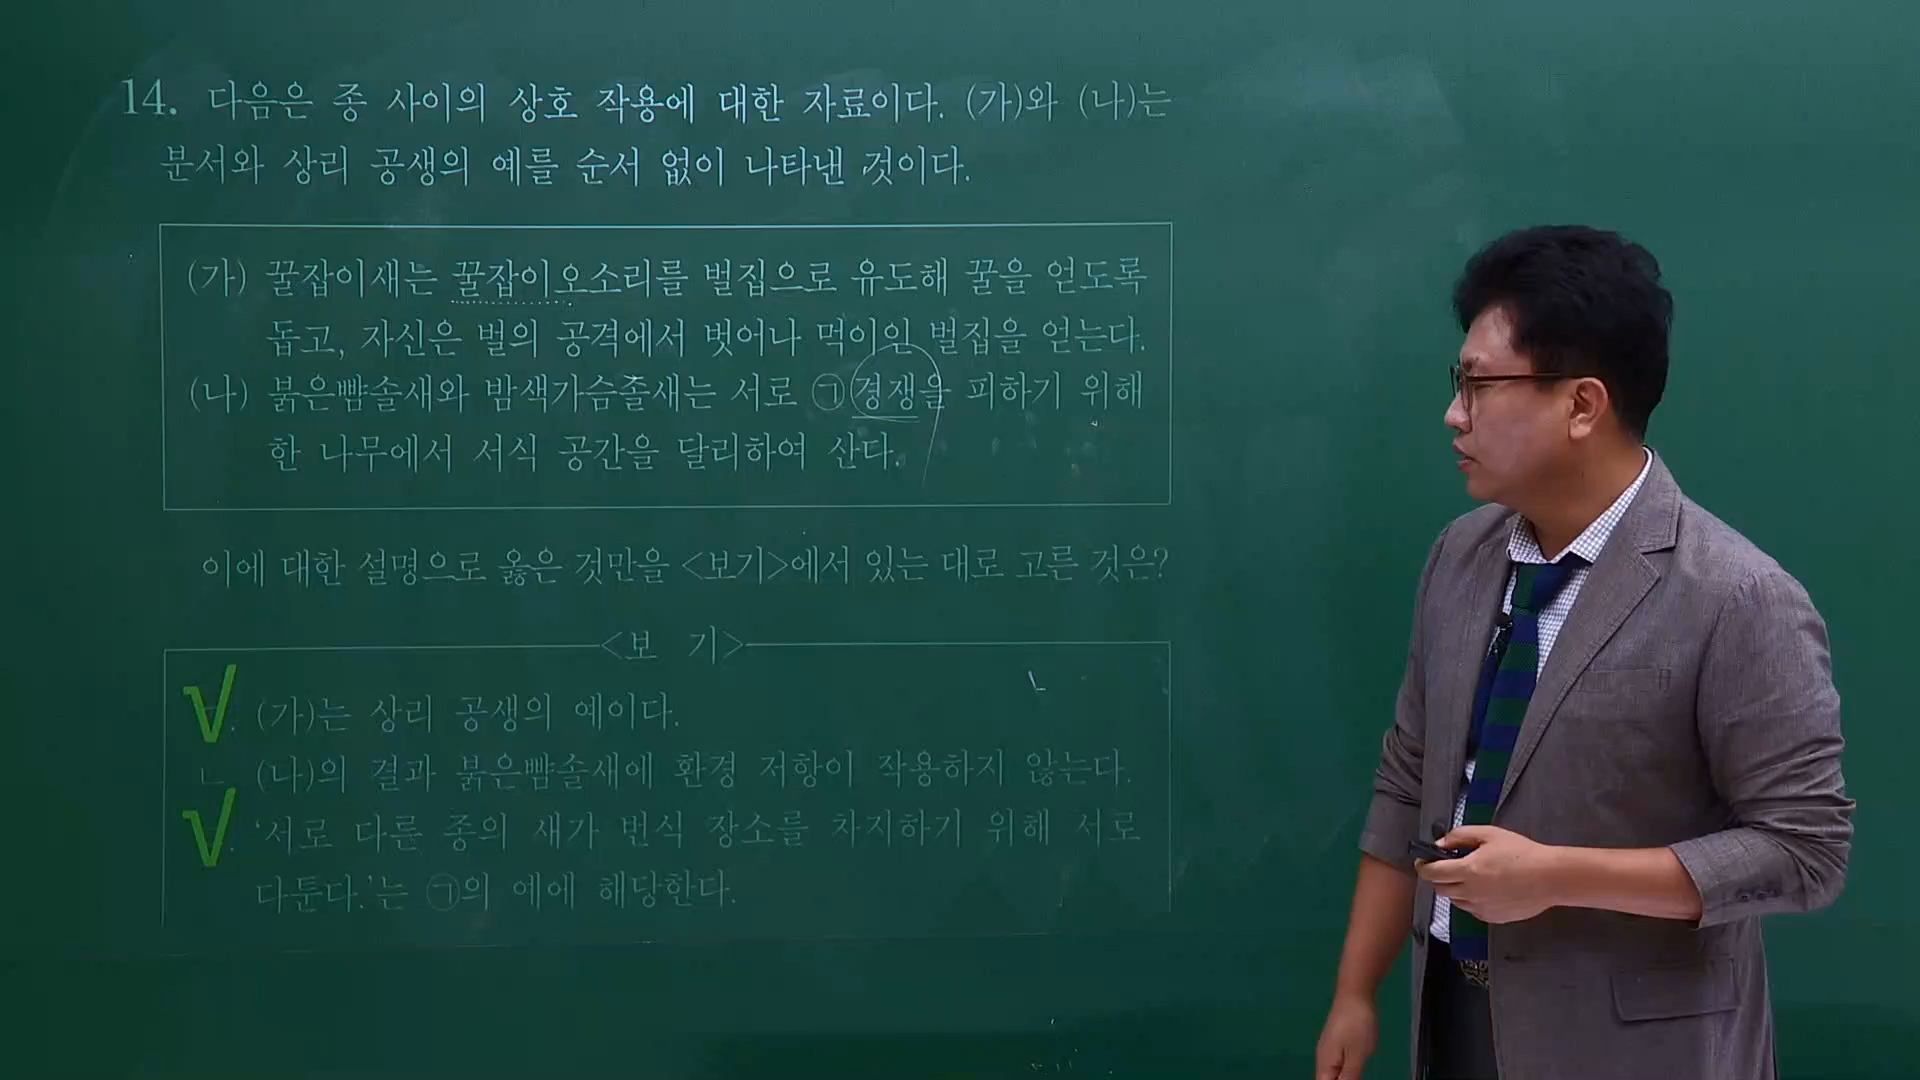 14. 다음은 종 사이의 상호 작용에 대한 자료이다. (가)와 (나)는
분서와 상리 공생의 예를 순서 없이 나타낸 것이다.
(가) 꿀잡이새는 꿀잡이오소리를 벌집으로 유도해 꿀을 얻도록
돕고, 자신은 벌의 공격에서 벗어나 먹이인 벌집을 얻는다.
(나) 붉은뺨솔새와 밤색가슴졸새는 서로 ㉠경쟁을 피하기 위해
한 나무에서 서식 공간을 달리하여 산다.
이에 대한 설명으로 옳은 것만을 <보기>에서 있는 대로 고른 것은?
<보 기>
(가)는 상리 공생의 예이다.
ㄴ (나)의 결과 붉은뺨솔새에 환경 저항이 작용하지 않는다.
‘서로 다른 종의 새가 번식 장소를 차지하기 위해 서로
다툰다.’는 ㉠의 예에 해당한다.